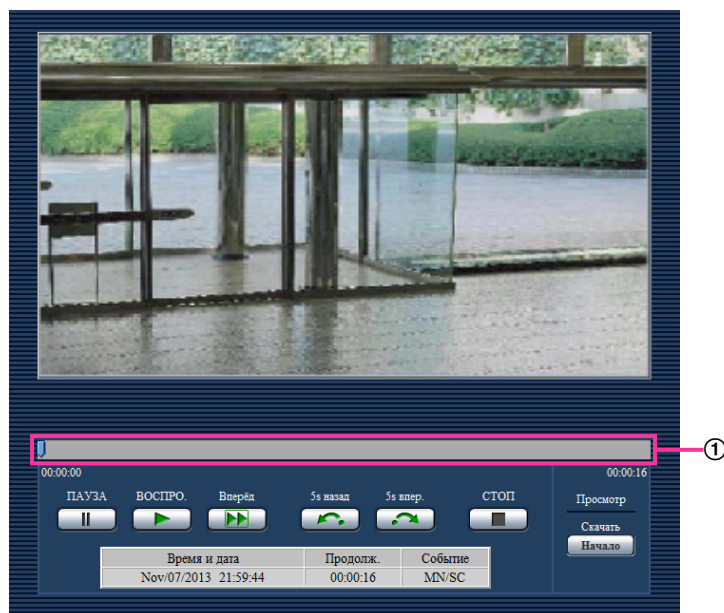 ①
00:00:00 00:00:16
ПАУЗА ВОСПРО. Вперёд 5s назад 5s впер. СТОП
Просмотр
Скачать
Начало
Время и дата Продолж. Событие
Nov/07/2013 21:59:44 00:00:16 MN/SC